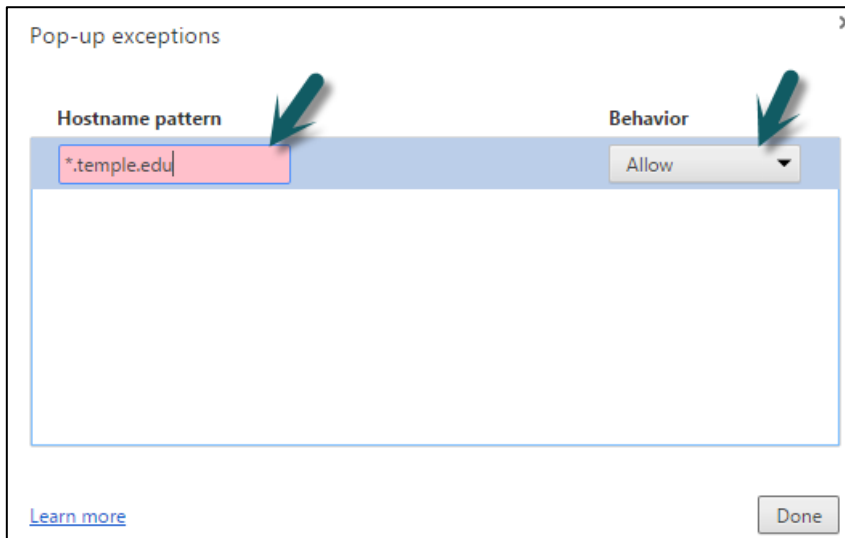 Pop-up exceptions
Hostname pattern Behavior
*.temple.edu Allow
Learn more Done